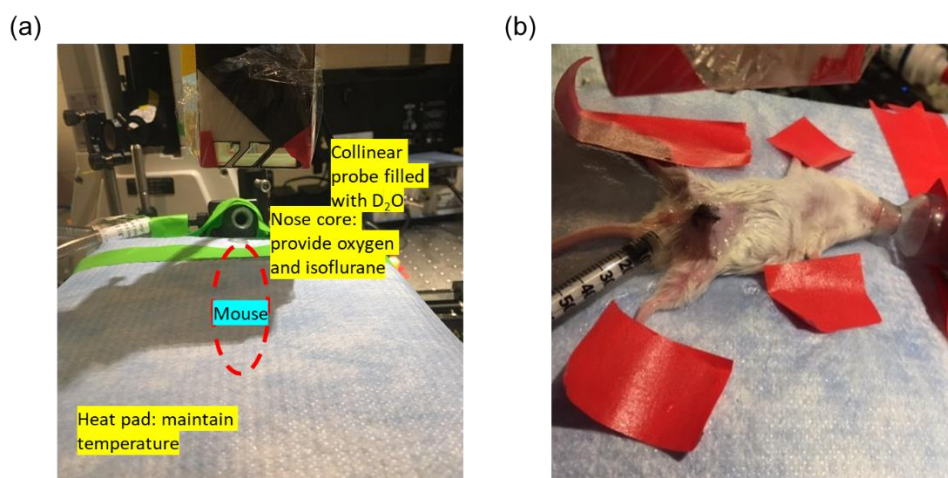 (a)
(b)
Collinear
probe filled
with D₂O
Nose core:
provide oxygen
and isoflurane
Mouse
Heat pad: maintain
temperature